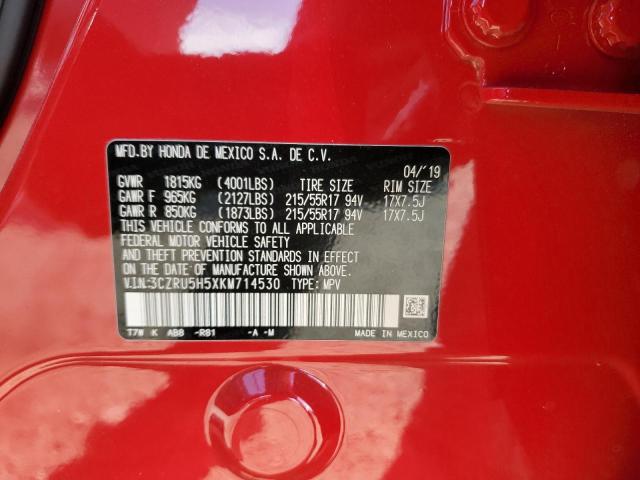 MFD.BY HONDA DE MEXICO S.A. DE C.V.
04/'19
GVWR 1815KG (4001LBS) TIRE SIZE RIM SIZE
GAWR F 965KG (2127LBS) 215/55R17 94V 17X7.5J
GAWR R 850KG (1873LBS) 215/55R17 94V 17X7.5J
THIS VEHICLE CONFORMS TO ALL APPLICABLE
FEDERAL MOTOR VEHICLE SAFETY
AND THEFT PREVENTION STANDARDS IN EFFECT
ON THE DATE OF MANUFACTURE SHOWN ABOVE.
V.I.N:3CZRU5H5XKM714530 TYPE: MPV
T7W K AB8 -R81 -A -M MADE IN MEXICO